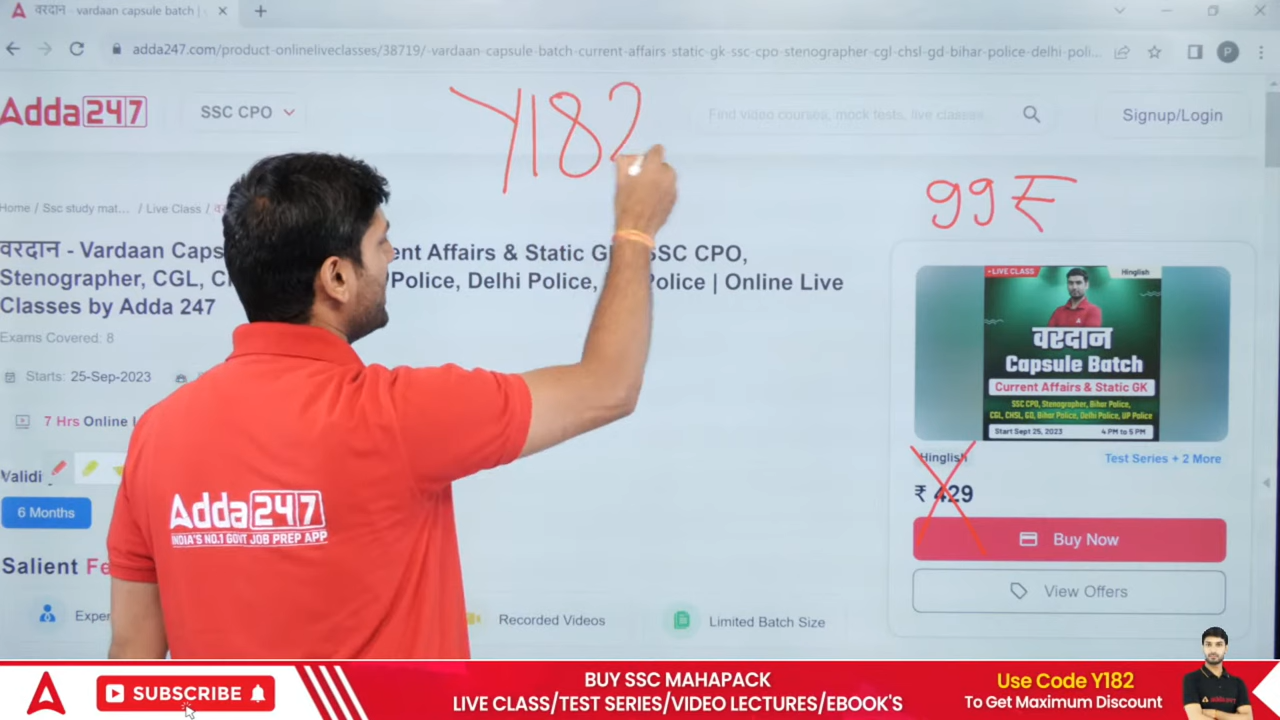 वरदान - vardaan capsule batch |
adda247.com/product-onlineliveclasses/38719/-vardaan-capsule-batch-current-affairs-static-gk-ssc-cpo-stenographer-cgl-chsl-gd-bihar-police-delhi-poli...
P
Adda247
SSC CPO
Y182
Find video courses, mock tests, live classes
Signup/Login
99₹
Home / Ssc study mat... / Live Class /
वरदान - Vardaan Caps ent Affairs & Static G SSC CPO,
Stenographer, CGL, C Police, Delhi Police, Police | Online Live
Classes by Adda 247
Exams Covered: 8
Starts: 25-Sep-2023
7 Hrs Online
Validi
6 Months
Salient Fe
Exper
Recorded Videos
Limited Batch Size
LIVE CLASS
Hinglish
वरदान
Capsule Batch
Current Affairs & Static GK
SSC CPO, Stenographer, Bihar Police,
CGL, CHSL, GD, Bihar Police, Delhi Police, UP Police
Start Sept 25, 2023 4 PM to 5 PM
Hinglish
Test Series + 2 More
₹ 429
Buy Now
View Offers
Adda247
INDIA'S NO.1 GOVT JOB PREP APP
SUBSCRIBE
BUY SSC MAHAPACK
LIVE CLASS/TEST SERIES/VIDEO LECTURES/EBOOK'S
Use Code Y182
To Get Maximum Discount